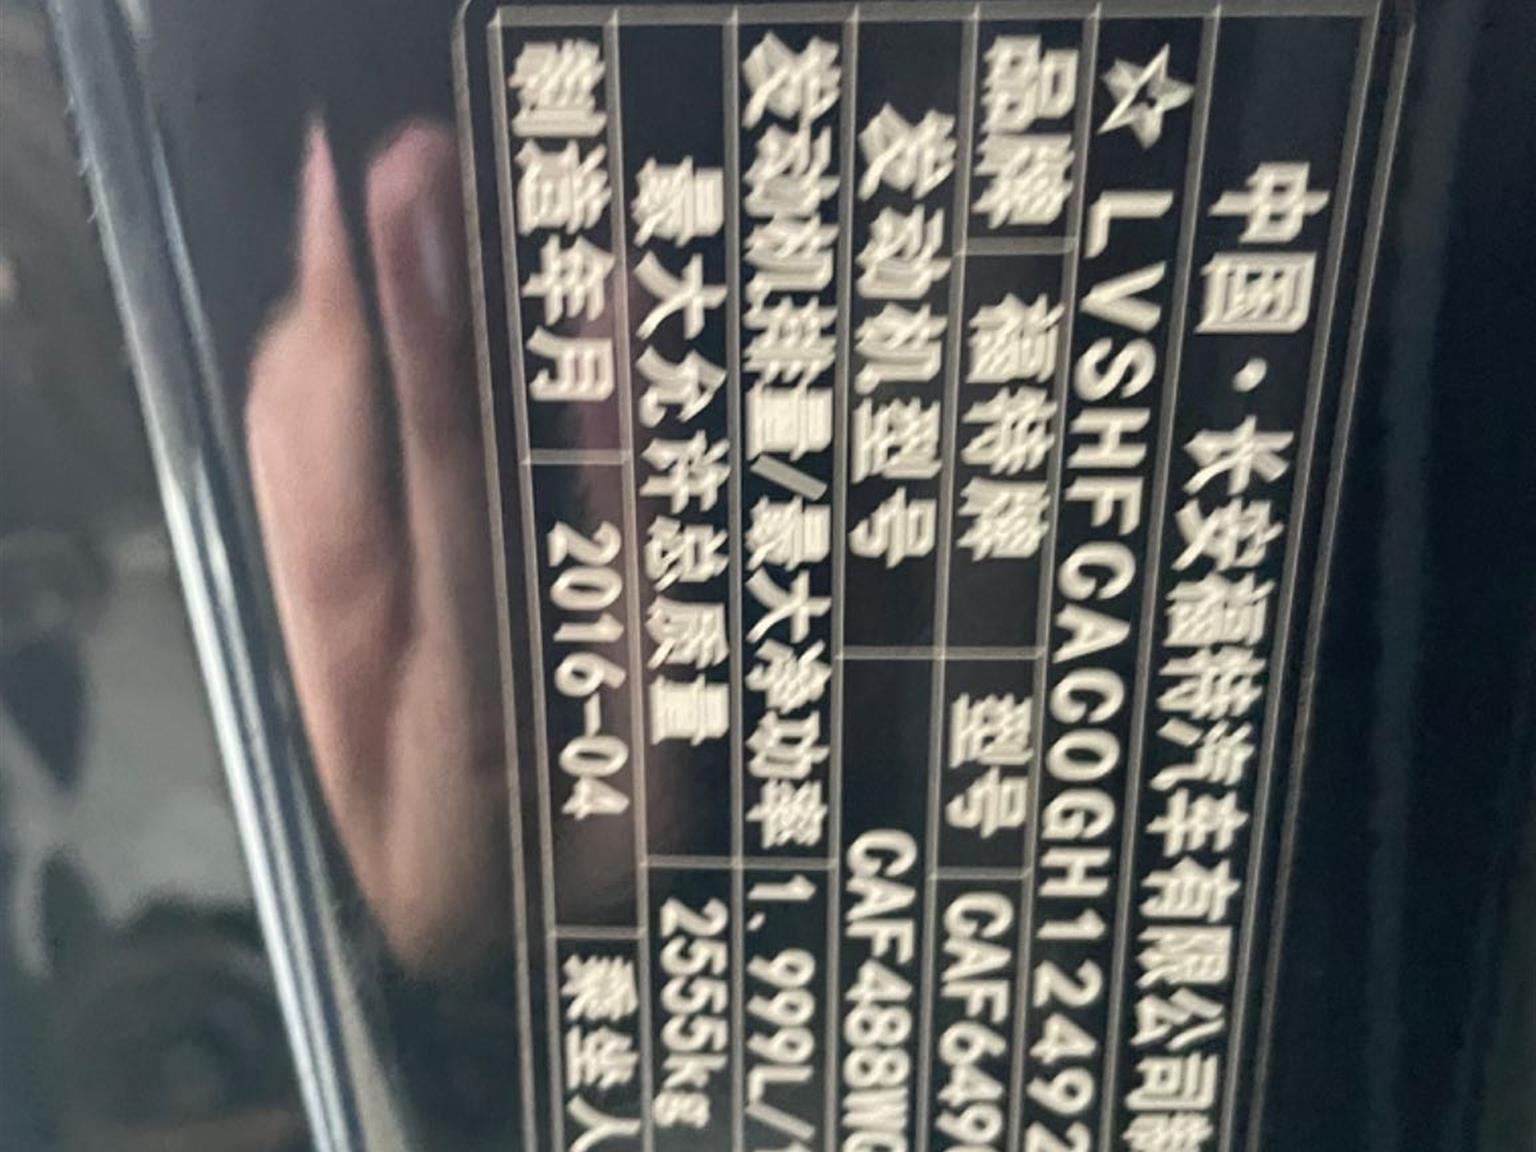 中国·长安福特汽车有限公司制
☆ LVSHFCAC0GH12492
品牌 福特牌 型号 CAF649
发动机型号 CAF488W
发动机排量/最大净功率 1.999L/
最大允许总质量 2555kg
制造年月 2016-04 乘坐人